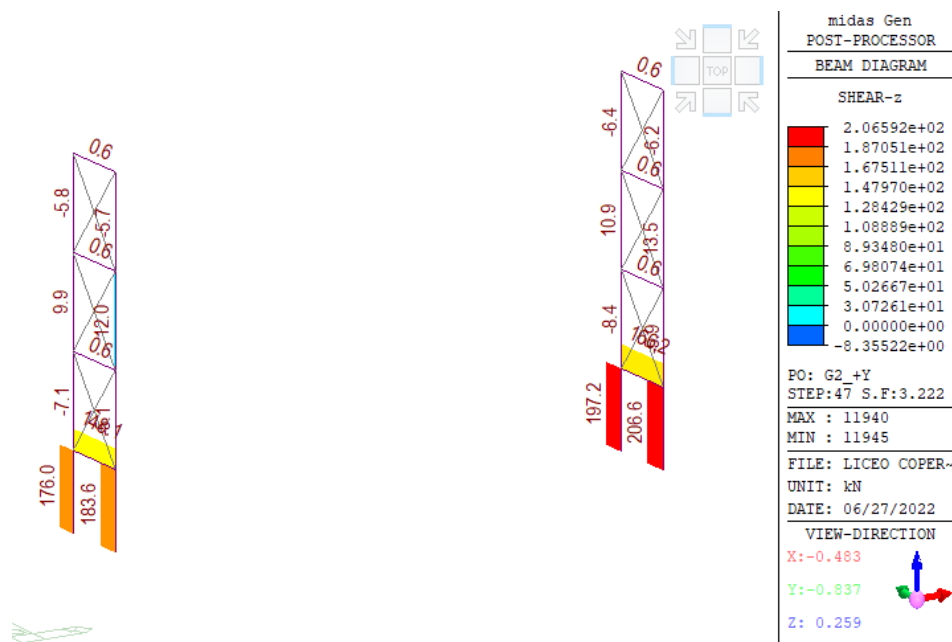 midas Gen
POST-PROCESSOR
BEAM DIAGRAM
SHEAR-z
2.06592e+02
1.87051e+02
1.67511e+02
1.47970e+02
1.28429e+02
1.08889e+02
8.93480e+01
6.98074e+01
5.02667e+01
3.07261e+01
0.00000e+00
-8.35522e+00
PO: G2_+Y
STEP:47 S.F:3.222
MAX : 11940
MIN : 11945
FILE: LICEO COPER~
UNIT: kN
DATE: 06/27/2022
VIEW-DIRECTION
X:-0.483
Y:-0.837
Z: 0.259
TOP
0.6
-5.8
-5.7
0.6
9.9
12.0
0.6
-7.1
176.0
183.6
0.6
-6.4
-6.2
0.6
10.9
13.5
0.6
-8.4
197.2
206.6